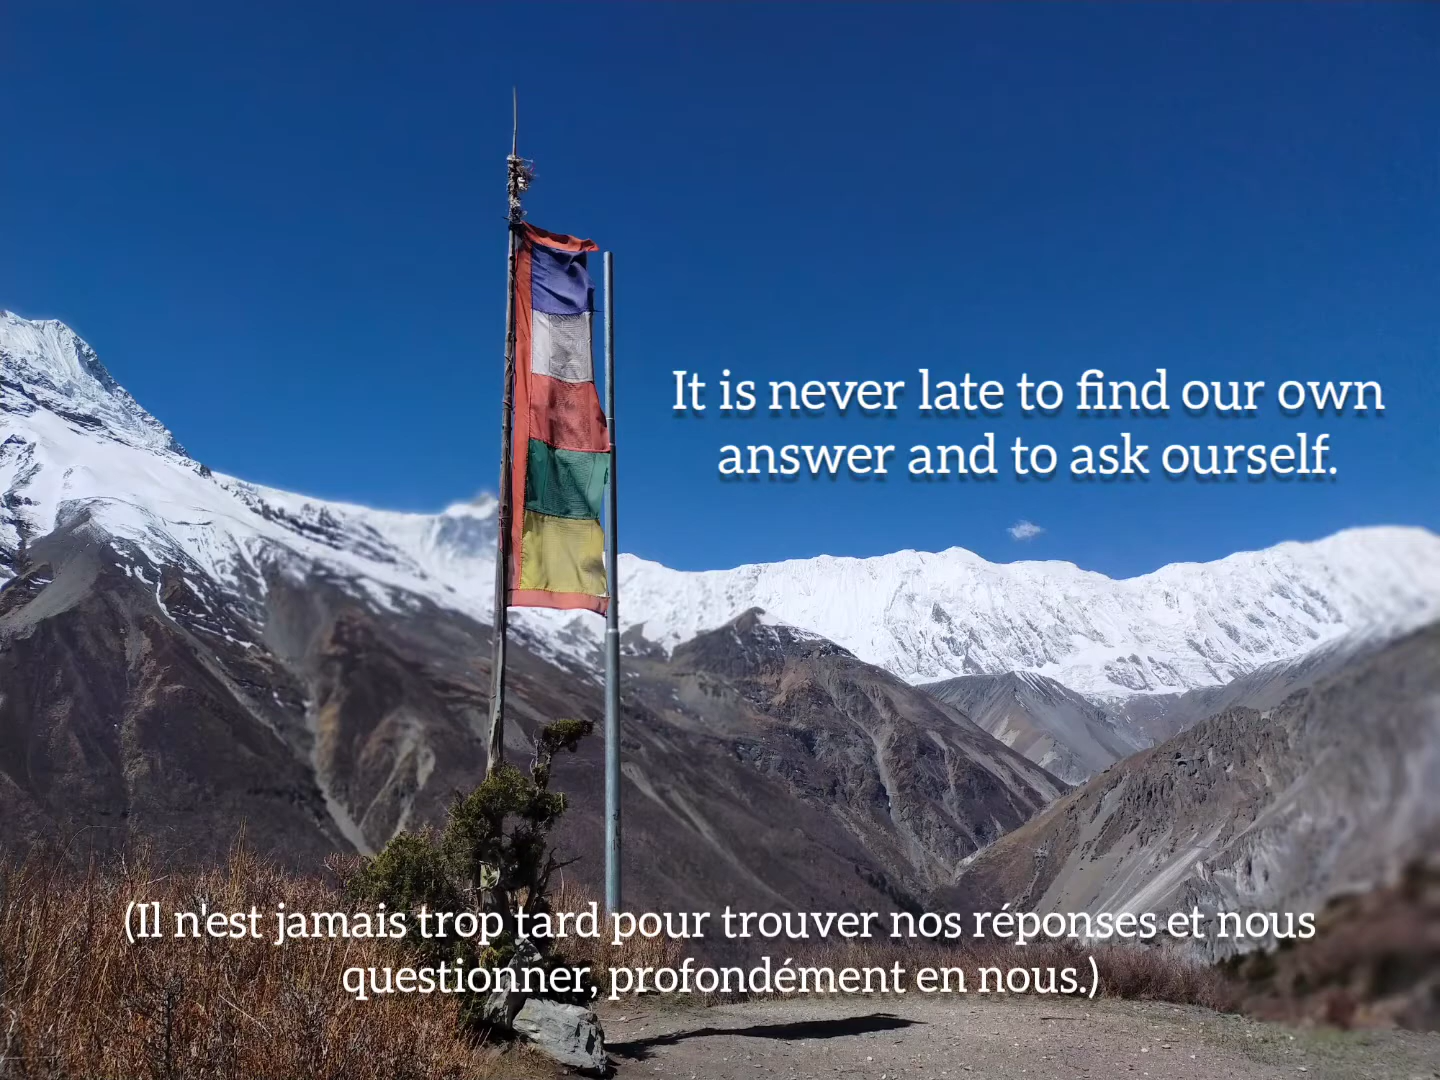 It is never late to find our own
answer and to ask ourself.
(Il n'est jamais trop tard pour trouver nos réponses et nous
questionner, profondément en nous.)